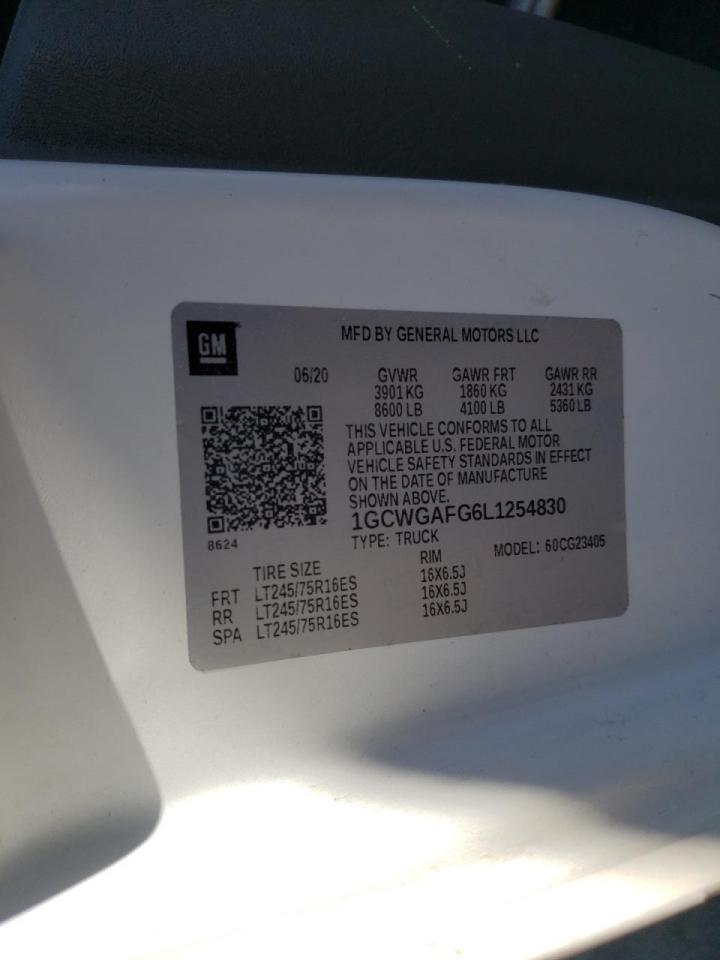 GM
MFD BY GENERAL MOTORS LLC
06/20 GVWR GAWR FRT GAWR RR
3901 KG 1860 KG 2431 KG
8600 LB 4100 LB 5360 LB
THIS VEHICLE CONFORMS TO ALL
APPLICABLE U.S. FEDERAL MOTOR
VEHICLE SAFETY STANDARDS IN EFFECT
ON THE DATE OF MANUFACTURE
SHOWN ABOVE.
1GCWGAFG6L1254830
8624 TYPE: TRUCK MODEL: 60CG23405
TIRE SIZE RIM
FRT LT245/75R16ES 16X6.5J
RR LT245/75R16ES 16X6.5J
SPA LT245/75R16ES 16X6.5J